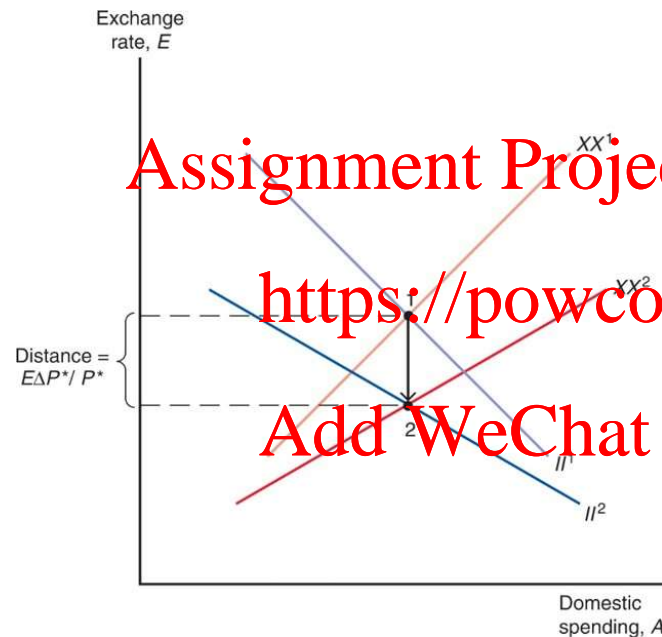 Exchange
rate, E
XX¹
Assignment Projec
XX²
https://powco
1
Distance =
EΔP*/ P*
2
Add WeChat
II¹
II²
Domestic
spending, A